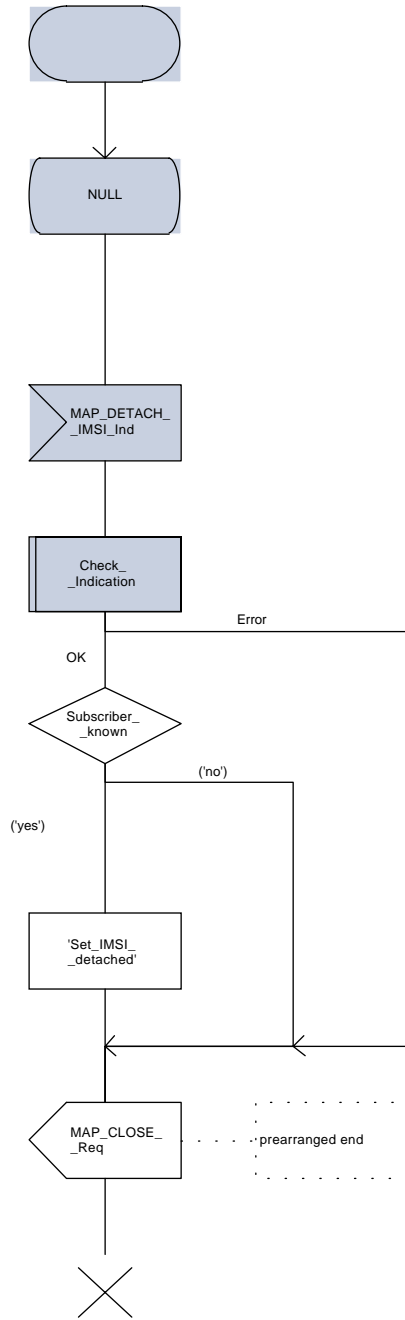 NULL
MAP_DETACH_
_IMSI_Ind
Check_
_Indication
Error
OK
Subscriber_
_known
('no')
('yes')
'Set_IMSI_
_detached'
MAP_CLOSE_
_Req
prearranged end